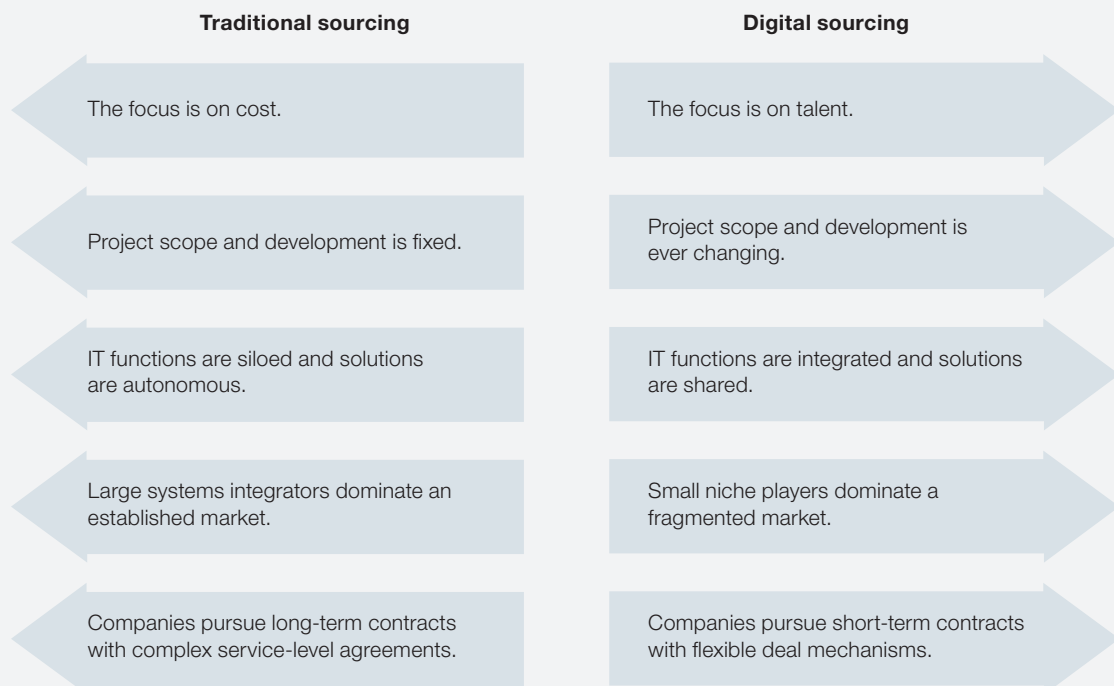 Traditional sourcing
Digital sourcing
The focus is on cost.
The focus is on talent.
Project scope and development is fixed.
Project scope and development is
ever changing.
IT functions are siloed and solutions
are autonomous.
IT functions are integrated and solutions
are shared.
Large systems integrators dominate an
established market.
Small niche players dominate a
fragmented market.
Companies pursue long-term contracts
with complex service-level agreements.
Companies pursue short-term contracts
with flexible deal mechanisms.